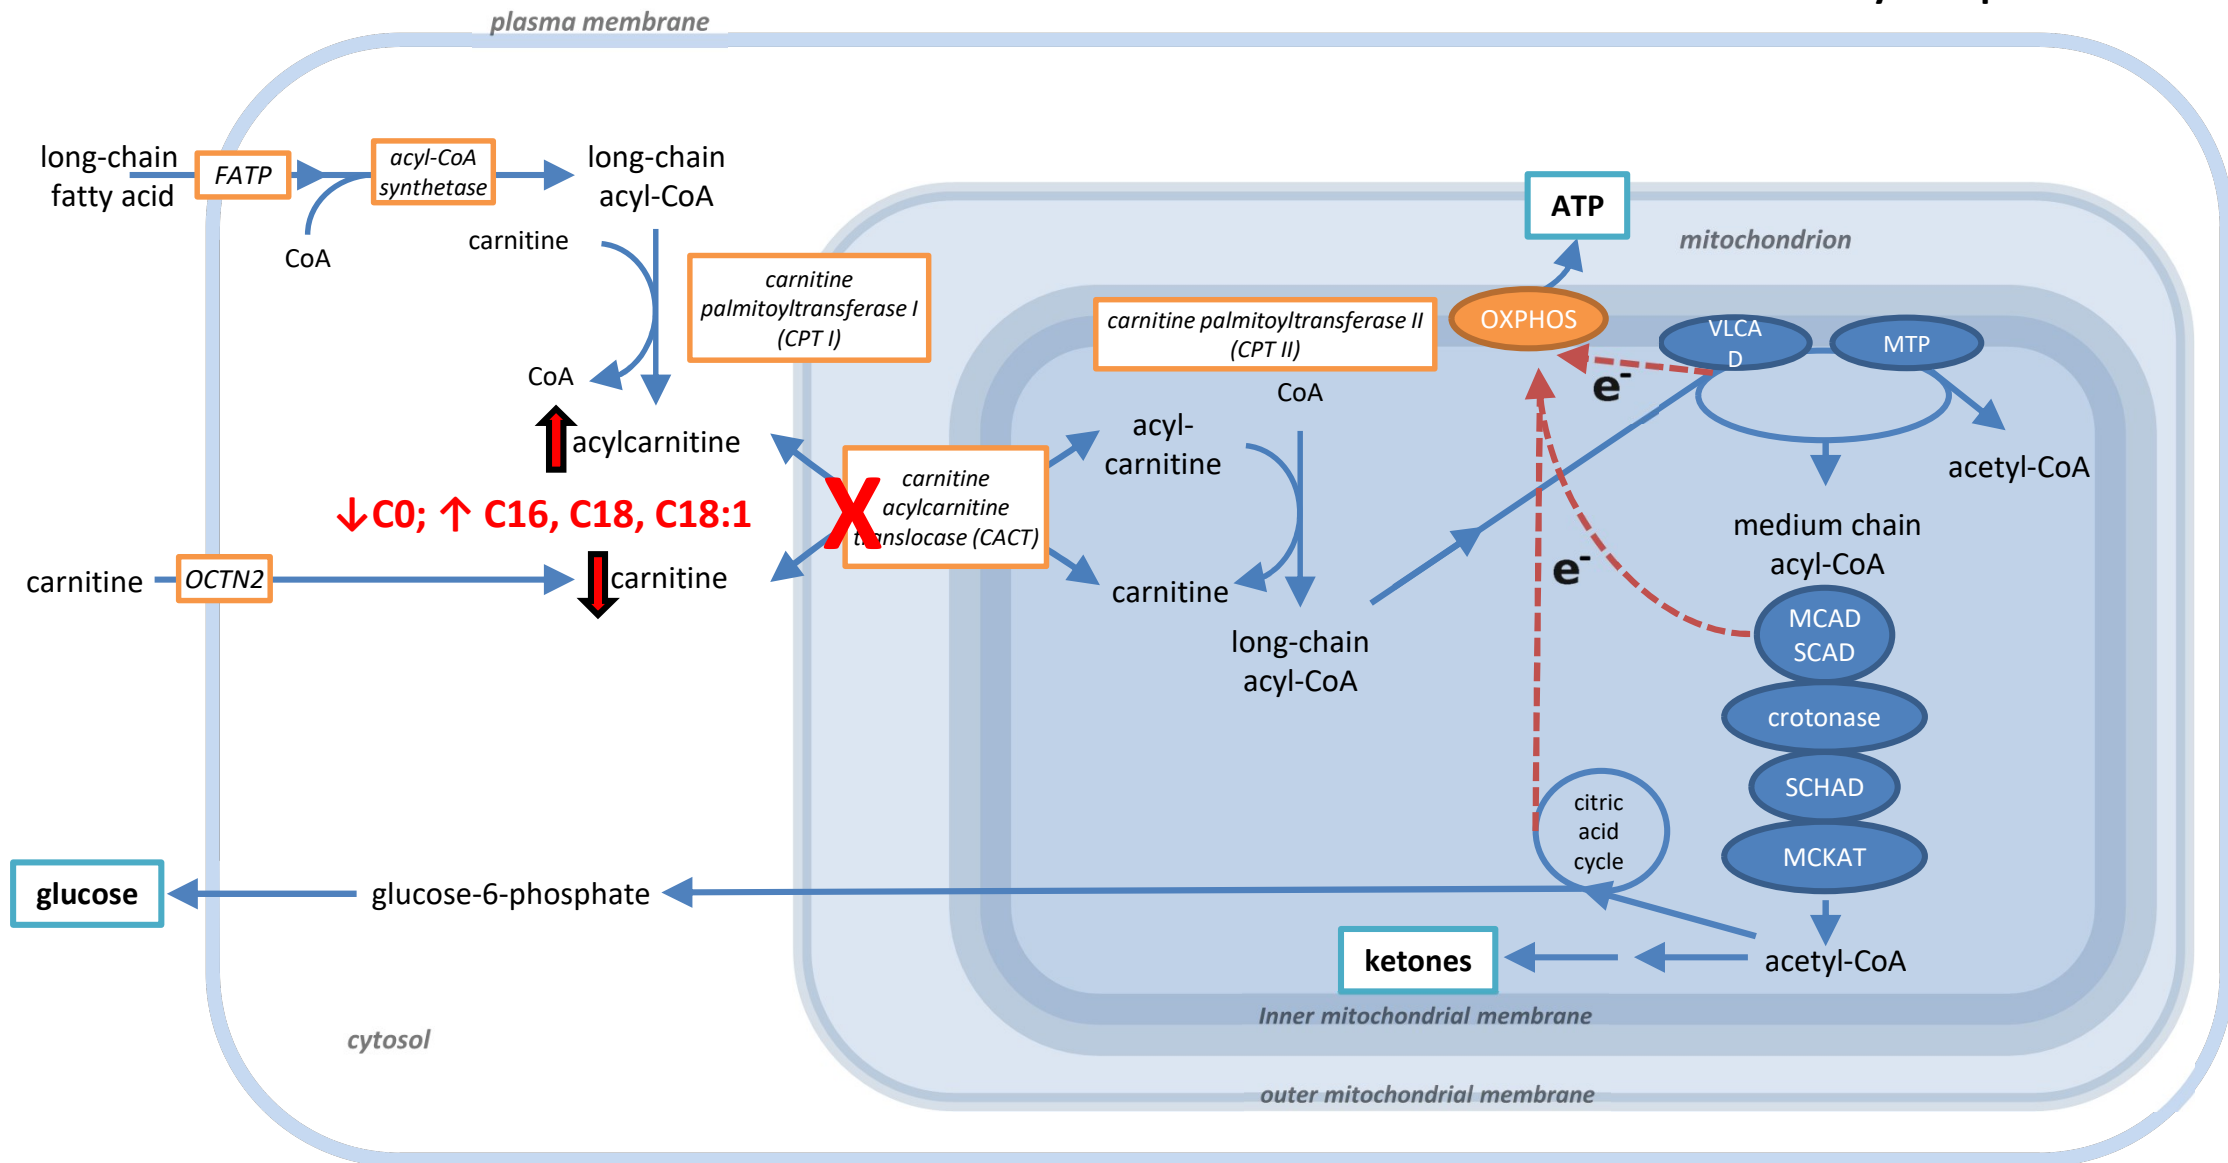 plasma membrane
long-chain
fatty acid
FATP
acyl-CoA
synthetase
long-chain
acyl-CoA
CoA
carnitine
carnitine
palmitoyltransferase I
(CPT I)
CoA
acylcarnitine
↓C0; ↑ C16, C18, C18:1
carnitine
OCTN2
carnitine
carnitine
acylcarnitine
translocase (CACT)
ATP
mitochondrion
carnitine palmitoyltransferase II
(CPT II)
OXPHOS
VLCA
D
MTP
e-
CoA
acyl-
carnitine
carnitine
long-chain
acyl-CoA
acetyl-CoA
medium chain
acyl-CoA
e-
MCAD
SCAD
crotonase
SCHAD
MCKAT
citric
acid
cycle
glucose
glucose-6-phosphate
ketones
acetyl-CoA
Inner mitochondrial membrane
cytosol
outer mitochondrial membrane